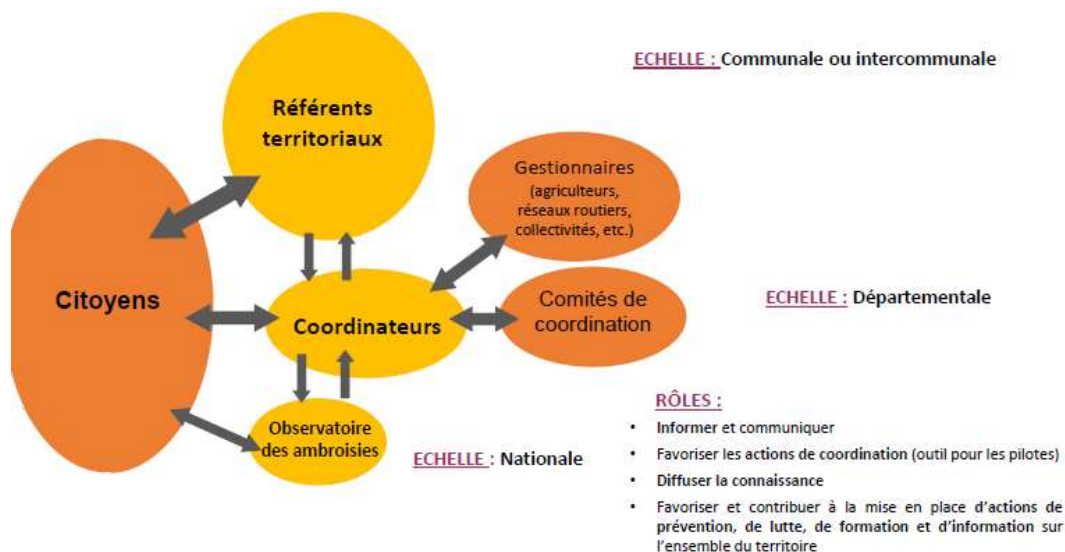 ECHELLE : Communale ou intercommunale
Référents
territoriaux
Gestionnaires
(agriculteurs,
réseaux routiers,
collectivités, etc.)
Citoyens
Coordinateurs
Comités de
coordination
ECHELLE : Départementale
Observatoire
des ambroisies
ECHELLE : Nationale
RÔLES :
• Informer et communiquer
• Favoriser les actions de coordination (outil pour les pilotes)
• Diffuser la connaissance
• Favoriser et contribuer à la mise en place d'actions de
prévention, de lutte, de formation et d'information sur
l'ensemble du territoire